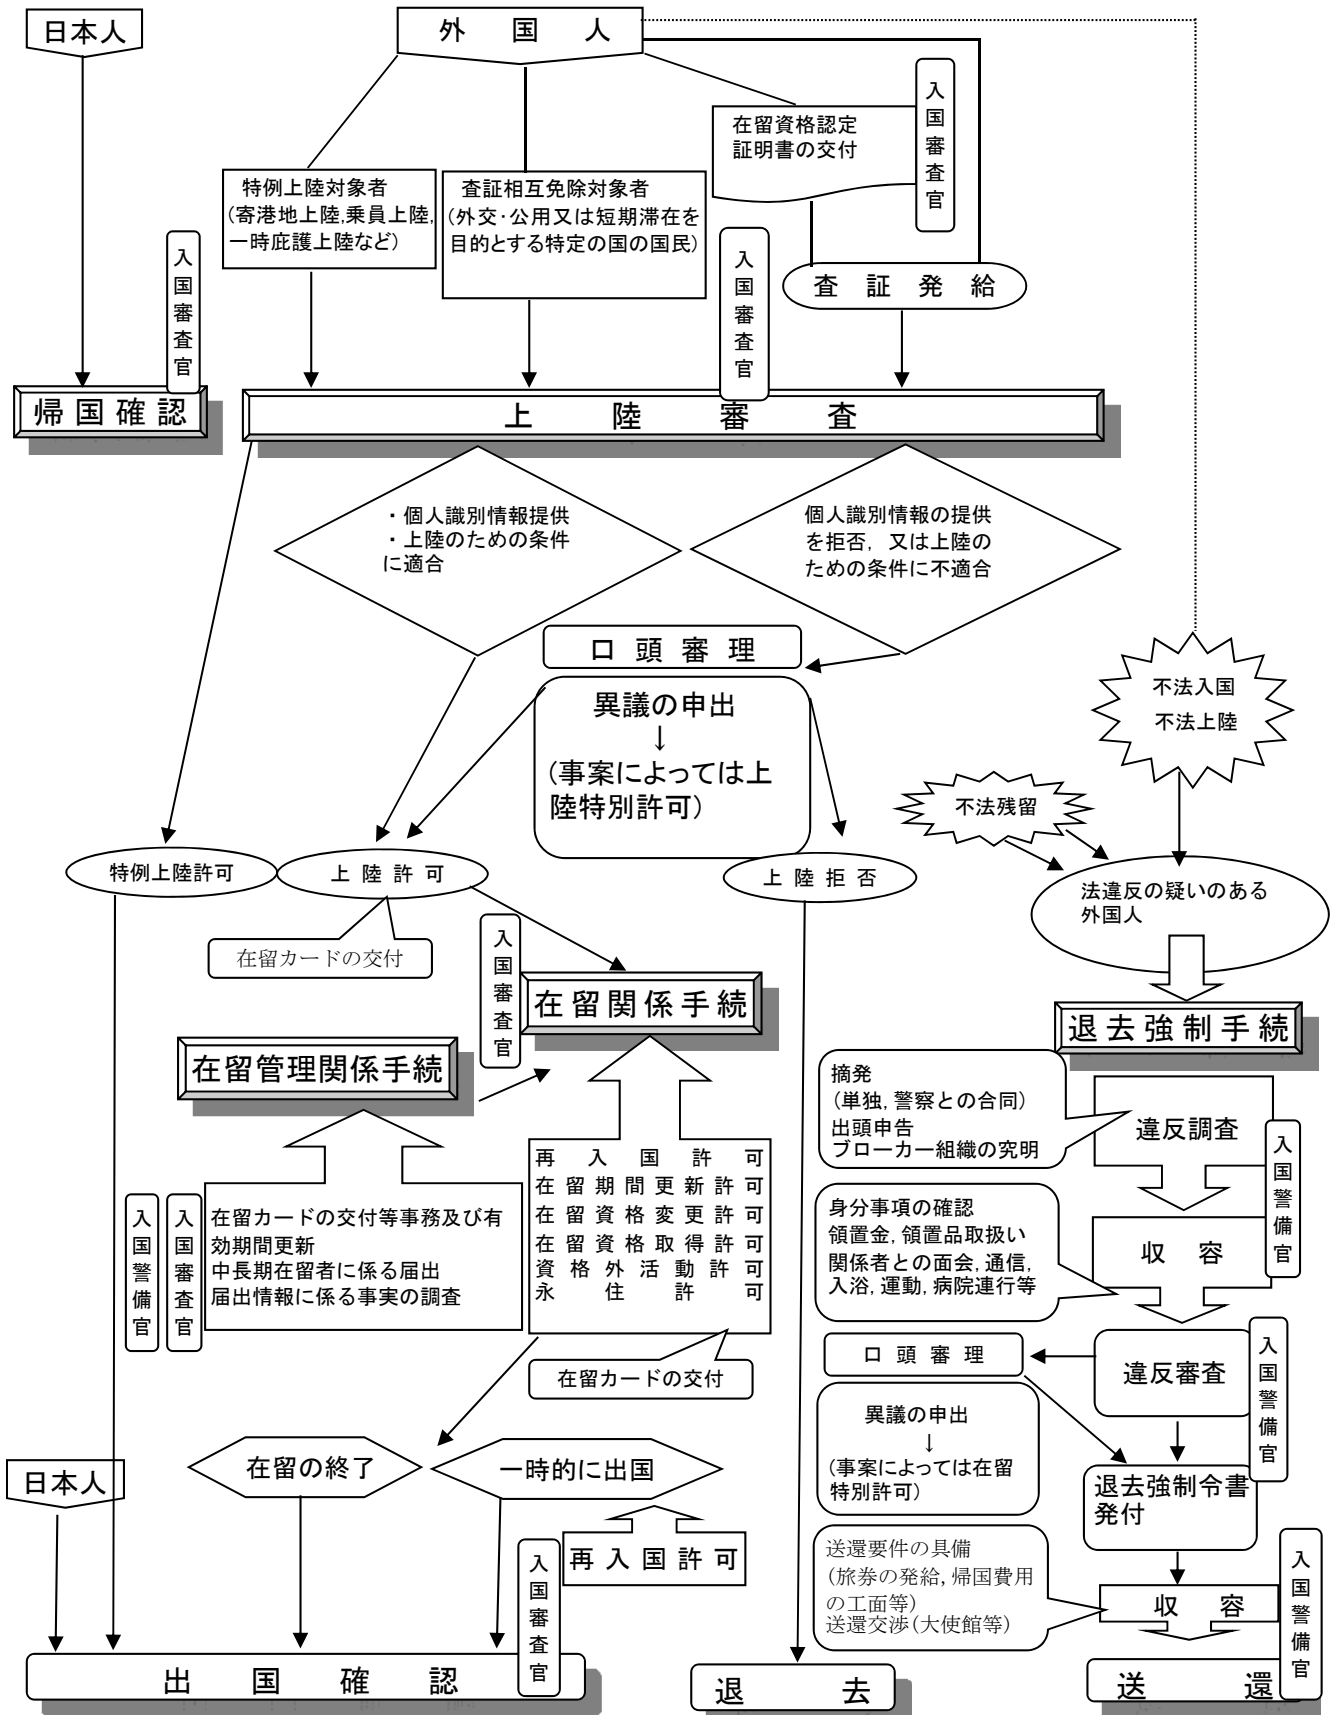 日本人
外国人
在留資格認定
証明書の交付
入国審査官
特例上陸対象者
(寄港地上陸,乗員上陸,
一時庇護上陸など)
査証相互免除対象者
(外交・公用又は短期滞在を
目的とする特定の国の国民)
入国審査官
入国審査官
査証発給
帰国確認
上陸審査
・個人識別情報提供
・上陸のための条件
に適合
個人識別情報の提供
を拒否, 又は上陸の
ための条件に不適合
口頭審理
異議の申出
↓
(事案によっては上
陸特別許可)
不法入国
不法上陸
不法残留
特例上陸許可
上陸許可
上陸拒否
法違反の疑いのある
外国人
在留カードの交付
入国審査官
在留関係手続
退去強制手続
在留管理関係手続
摘発
(単独, 警察との合同)
出頭申告
ブローカー組織の究明
違反調査
入国警備官
再入国許可
在留期間更新許可
在留資格変更許可
在留資格取得許可
資格外活動許可
永住許可
入国警備官
入国審査官
在留カードの交付等事務及び有
効期間更新
中長期在留者に係る届出
届出情報に係る事実の調査
身分事項の確認
領置金, 領置品取扱い
関係者との面会, 通信,
入浴, 運動, 病院連行等
収容
在留カードの交付
口頭審理
違反審査
入国警備官
異議の申出
↓
(事案によっては在留
特別許可)
退去強制令書
発付
在留の終了
一時的に出国
日本人
再入国許可
入国審査官
送還要件の具備
(旅券の発給, 帰国費用
の工面等)
送還交渉(大使館等)
収容
入国警備官
出国確認
退去
送還